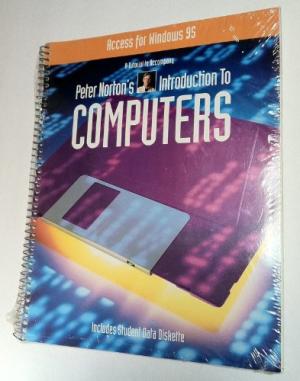 Access for Windows 95
A Tutorial to Accompany
Peter Norton's Introduction To
COMPUTERS
Includes Student Data Diskette